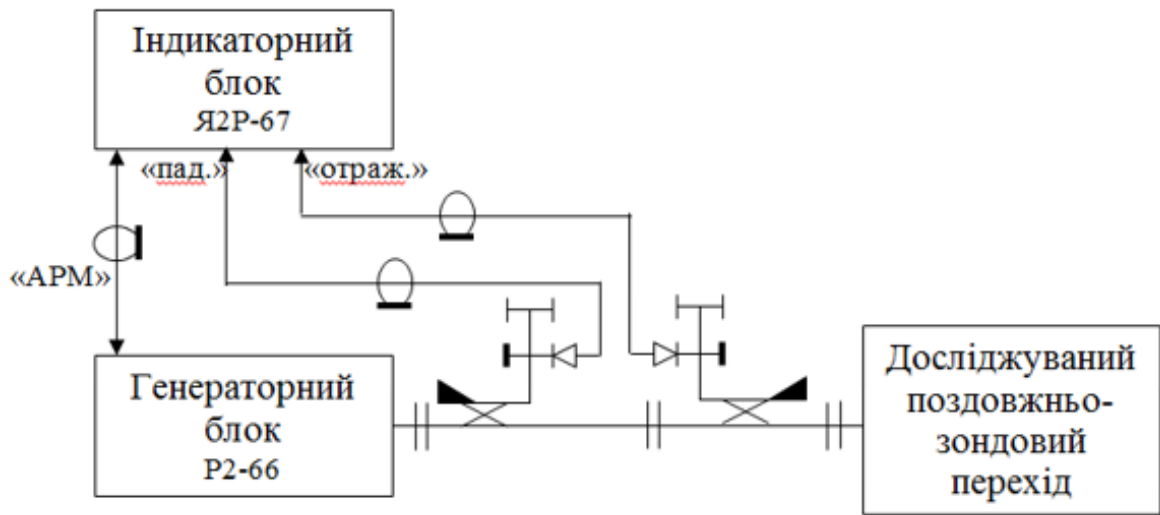 Індикаторний
блок
Я2Р-67
«пад.»
«отраж.»
«АРМ»
Генераторний
блок
Р2-66
Досліджуваний
поздовжньо-
зондовий
перехід